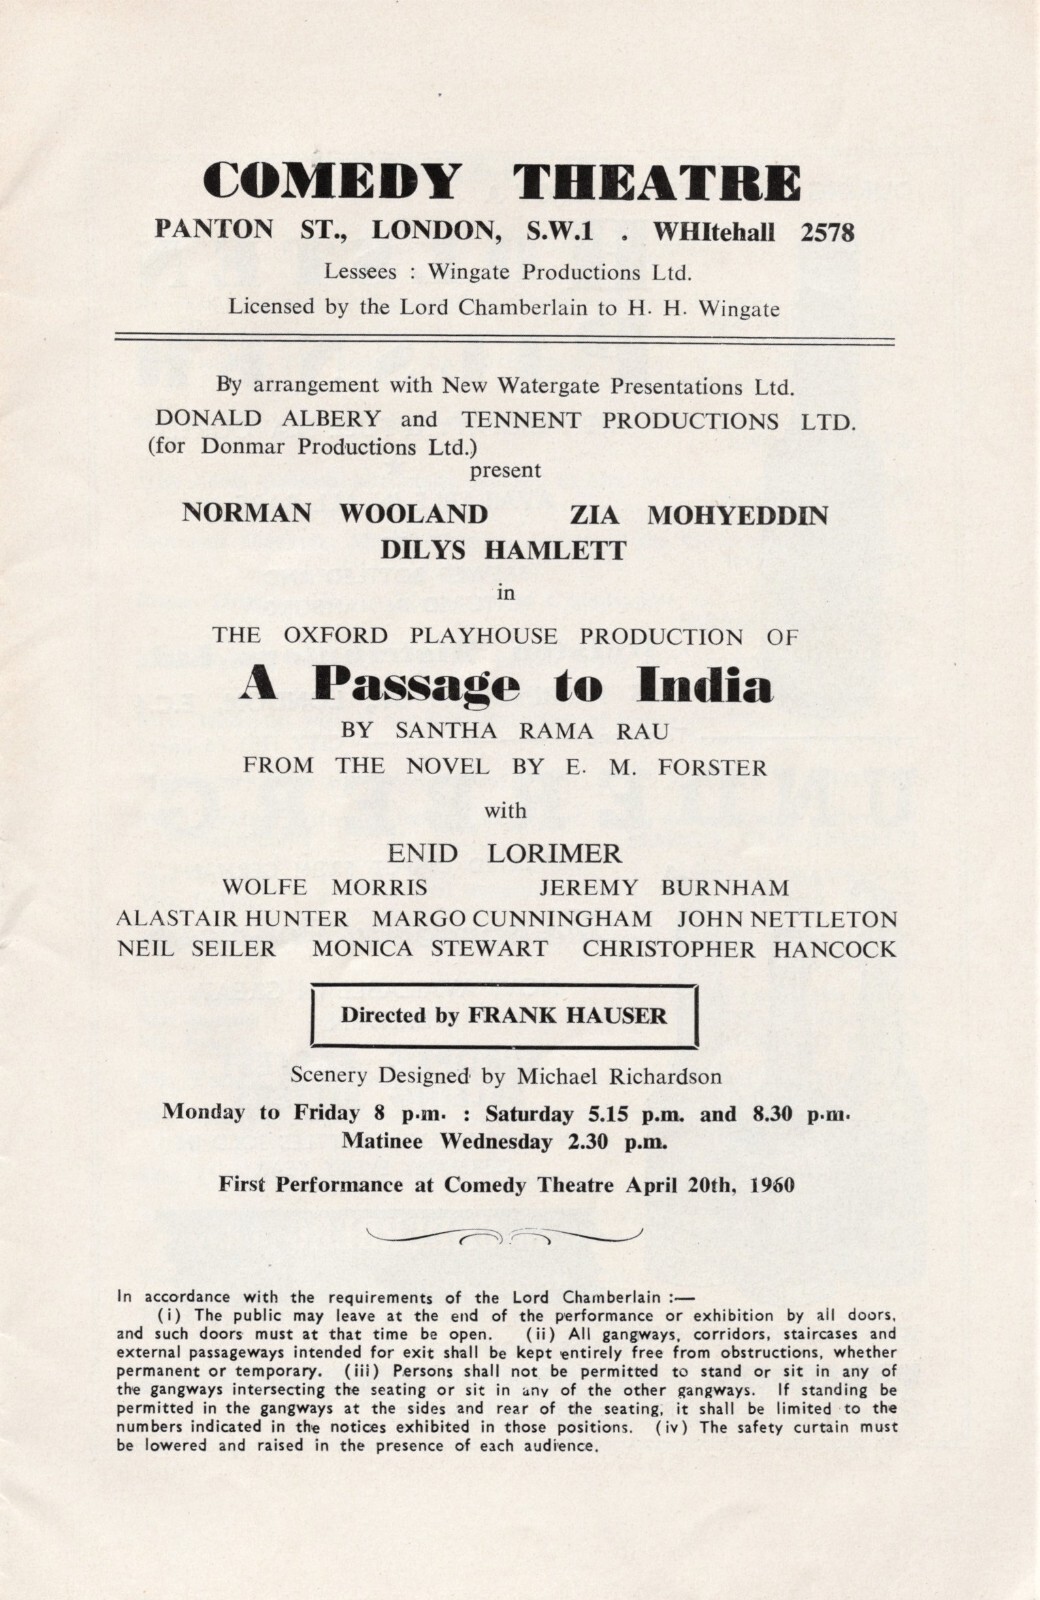 COMEDY THEATRE
PANTON ST., LONDON, S.W.1 . WHItehall 2578
Lessees : Wingate Productions Ltd.
Licensed by the Lord Chamberlain to H. H. Wingate
By arrangement with New Watergate Presentations Ltd.
DONALD ALBERY and TENNENT PRODUCTIONS LTD.
(for Donmar Productions Ltd.)
present
NORMAN WOOLAND ZIA MOHYEDDIN
DILYS HAMLETT
in
THE OXFORD PLAYHOUSE PRODUCTION OF
A Passage to India
BY SANTHA RAMA RAU
FROM THE NOVEL BY E. M. FORSTER
with
ENID LORIMER
WOLFE MORRIS JEREMY BURNHAM
ALASTAIR HUNTER MARGO CUNNINGHAM JOHN NETTLETON
NEIL SEILER MONICA STEWART CHRISTOPHER HANCOCK
Directed by FRANK HAUSER
Scenery Designed by Michael Richardson
Monday to Friday 8 p.m. : Saturday 5.15 p.m. and 8.30 p.m.
Matinee Wednesday 2.30 p.m.
First Performance at Comedy Theatre April 20th, 1960
In accordance with the requirements of the Lord Chamberlain :—
(i) The public may leave at the end of the performance or exhibition by all doors,
and such doors must at that time be open. (ii) All gangways, corridors, staircases and
external passageways intended for exit shall be kept entirely free from obstructions, whether
permanent or temporary. (iii) Persons shall not be permitted to stand or sit in any of
the gangways intersecting the seating or sit in any of the other gangways. If standing be
permitted in the gangways at the sides and rear of the seating, it shall be limited to the
numbers indicated in the notices exhibited in those positions. (iv) The safety curtain must
be lowered and raised in the presence of each audience.